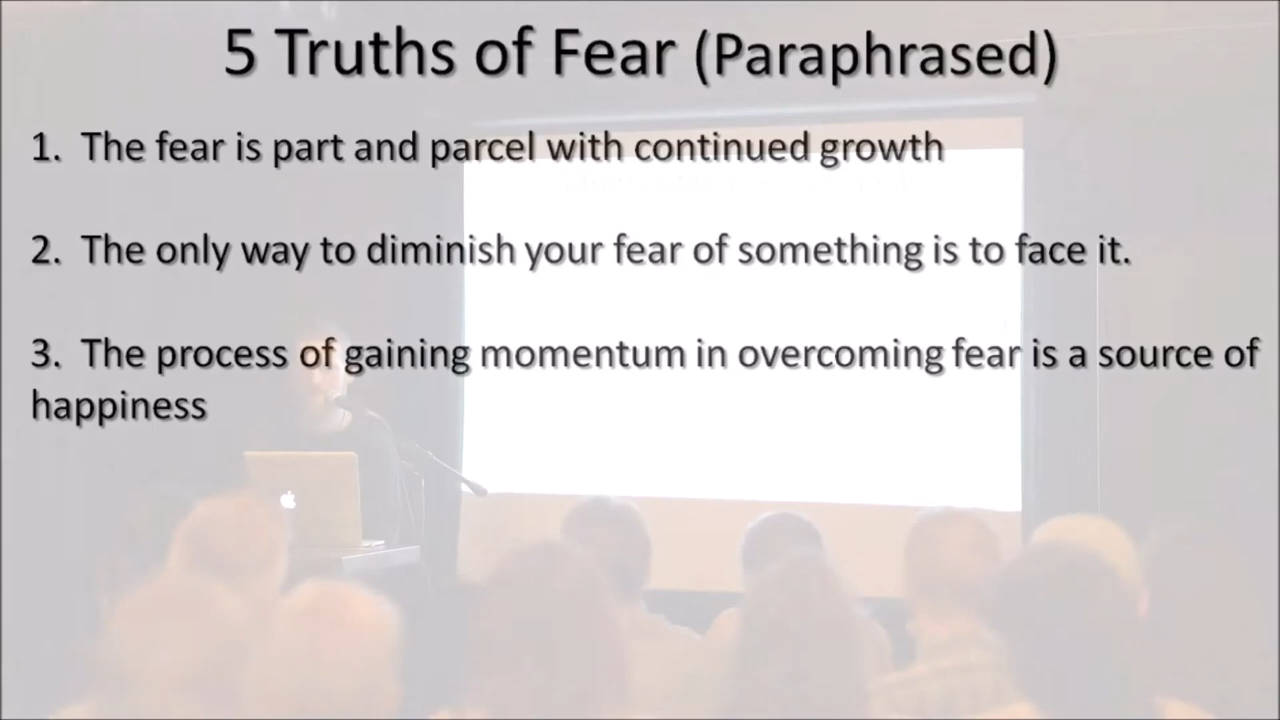 5 Truths of Fear (Paraphrased)
1. The fear is part and parcel with continued growth
2. The only way to diminish your fear of something is to face it.
3. The process of gaining momentum in overcoming fear is a source of
happiness